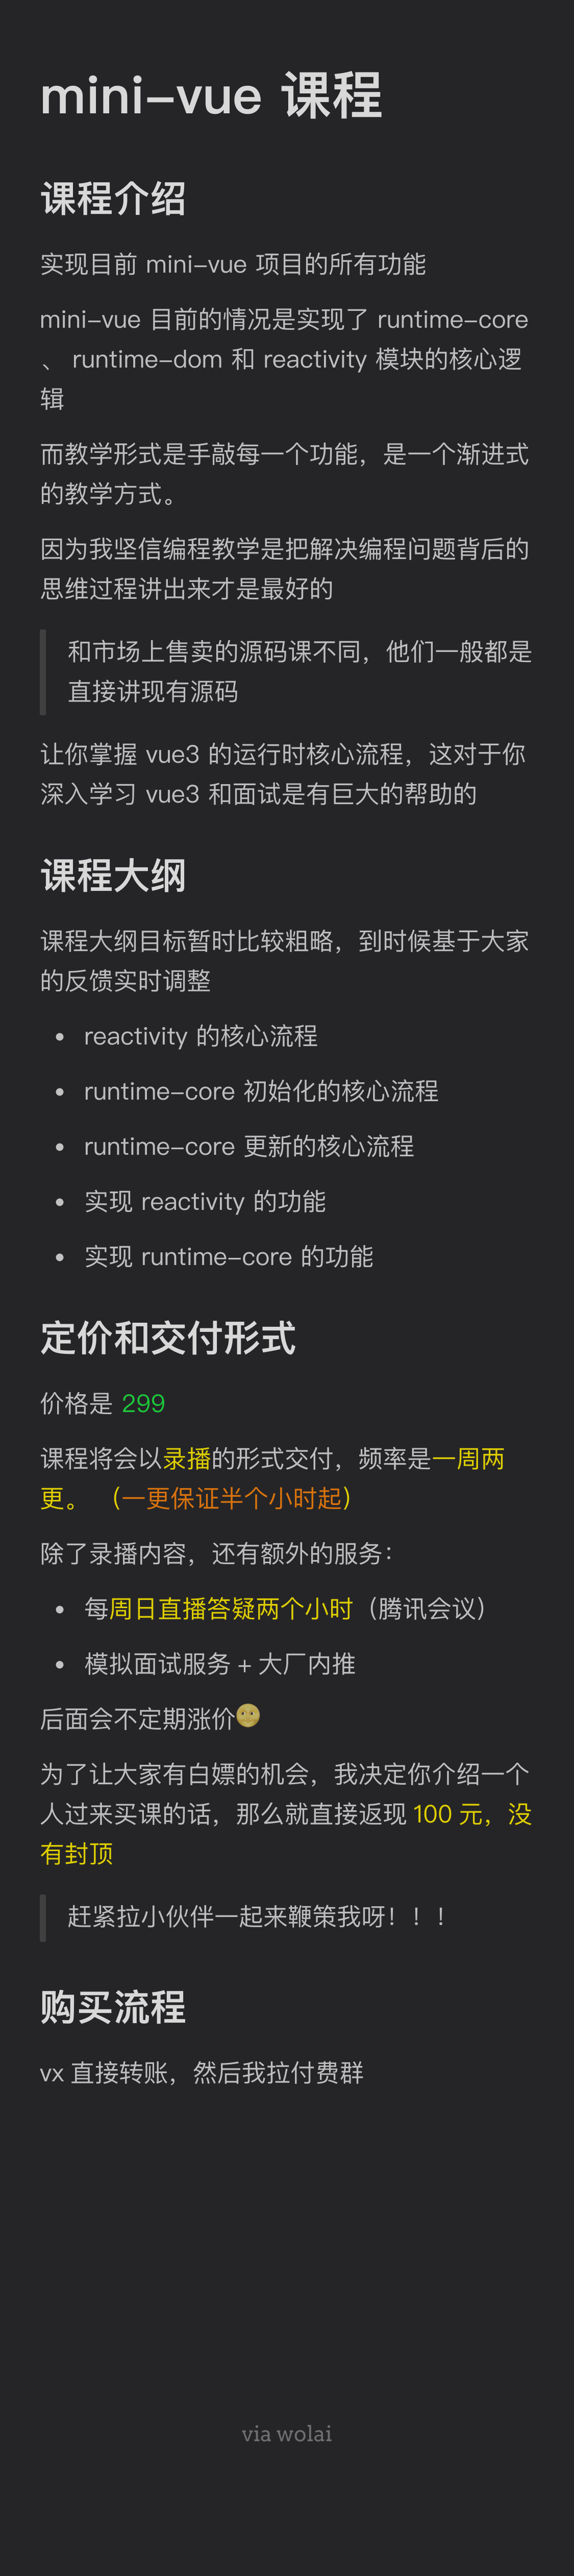 mini-vue 课程
课程介绍
实现目前 mini-vue 项目的所有功能
mini-vue 目前的情况是实现了 runtime-core
、 runtime-dom 和 reactivity 模块的核心逻
辑
而教学形式是手敲每一个功能，是一个渐进式
的教学方式。
因为我坚信编程教学是把解决编程问题背后的
思维过程讲出来才是最好的
和市场上售卖的源码课不同，他们一般都是
直接讲现有源码
让你掌握 vue3 的运行时核心流程，这对于你
深入学习 vue3 和面试是有巨大的帮助的
课程大纲
课程大纲目标暂时比较粗略，到时候基于大家
的反馈实时调整
• reactivity 的核心流程
• runtime-core 初始化的核心流程
• runtime-core 更新的核心流程
• 实现 reactivity 的功能
• 实现 runtime-core 的功能
定价和交付形式
价格是 299
课程将会以录播的形式交付，频率是一周两
更。 （一更保证半个小时起）
除了录播内容，还有额外的服务：
• 每周日直播答疑两个小时（腾讯会议）
• 模拟面试服务 + 大厂内推
后面会不定期涨价🌝
为了让大家有白嫖的机会，我决定你介绍一个
人过来买课的话，那么就直接返现 100 元，没
有封顶
赶紧拉小伙伴一起来鞭策我呀！！！
购买流程
vx 直接转账，然后我拉付费群
via wolai